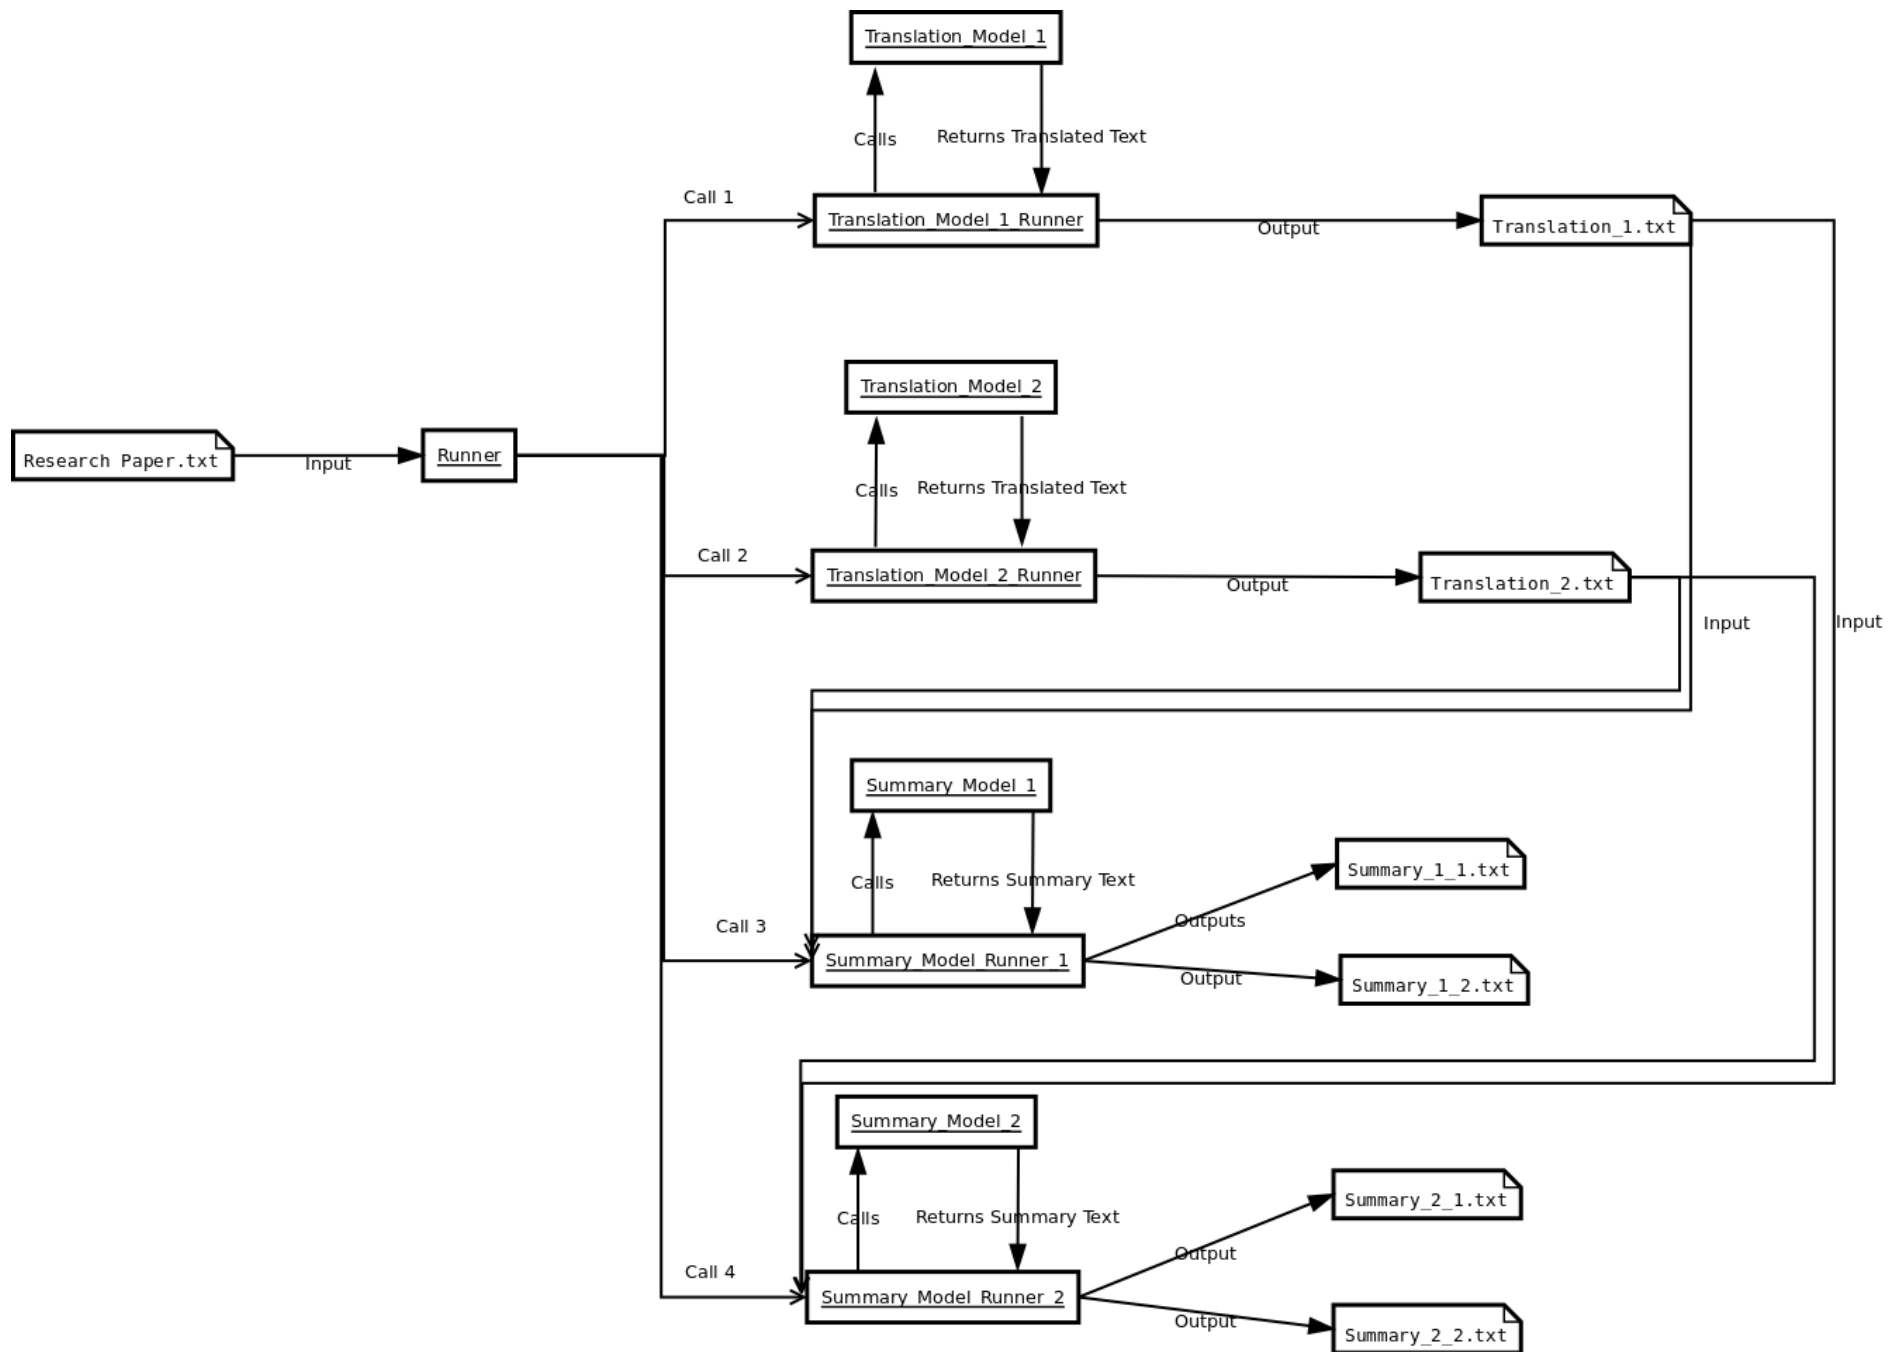 Translation_Model_1
Calls
Returns Translated Text
Call 1
Translation_Model_1_Runner
Output
Translation_1.txt
Translation_Model_2
Research Paper.txt
Input
Runner
Calls
Returns Translated Text
Call 2
Translation_Model_2_Runner
Output
Translation_2.txt
Input
Input
Summary_Model_1
Calls
Returns Summary Text
Summary_1_1.txt
Outputs
Call 3
Summary_Model_Runner_1
Output
Summary_1_2.txt
Summary_Model_2
Calls
Returns Summary Text
Summary_2_1.txt
Output
Call 4
Summary_Model_Runner_2
Output
Summary_2_2.txt